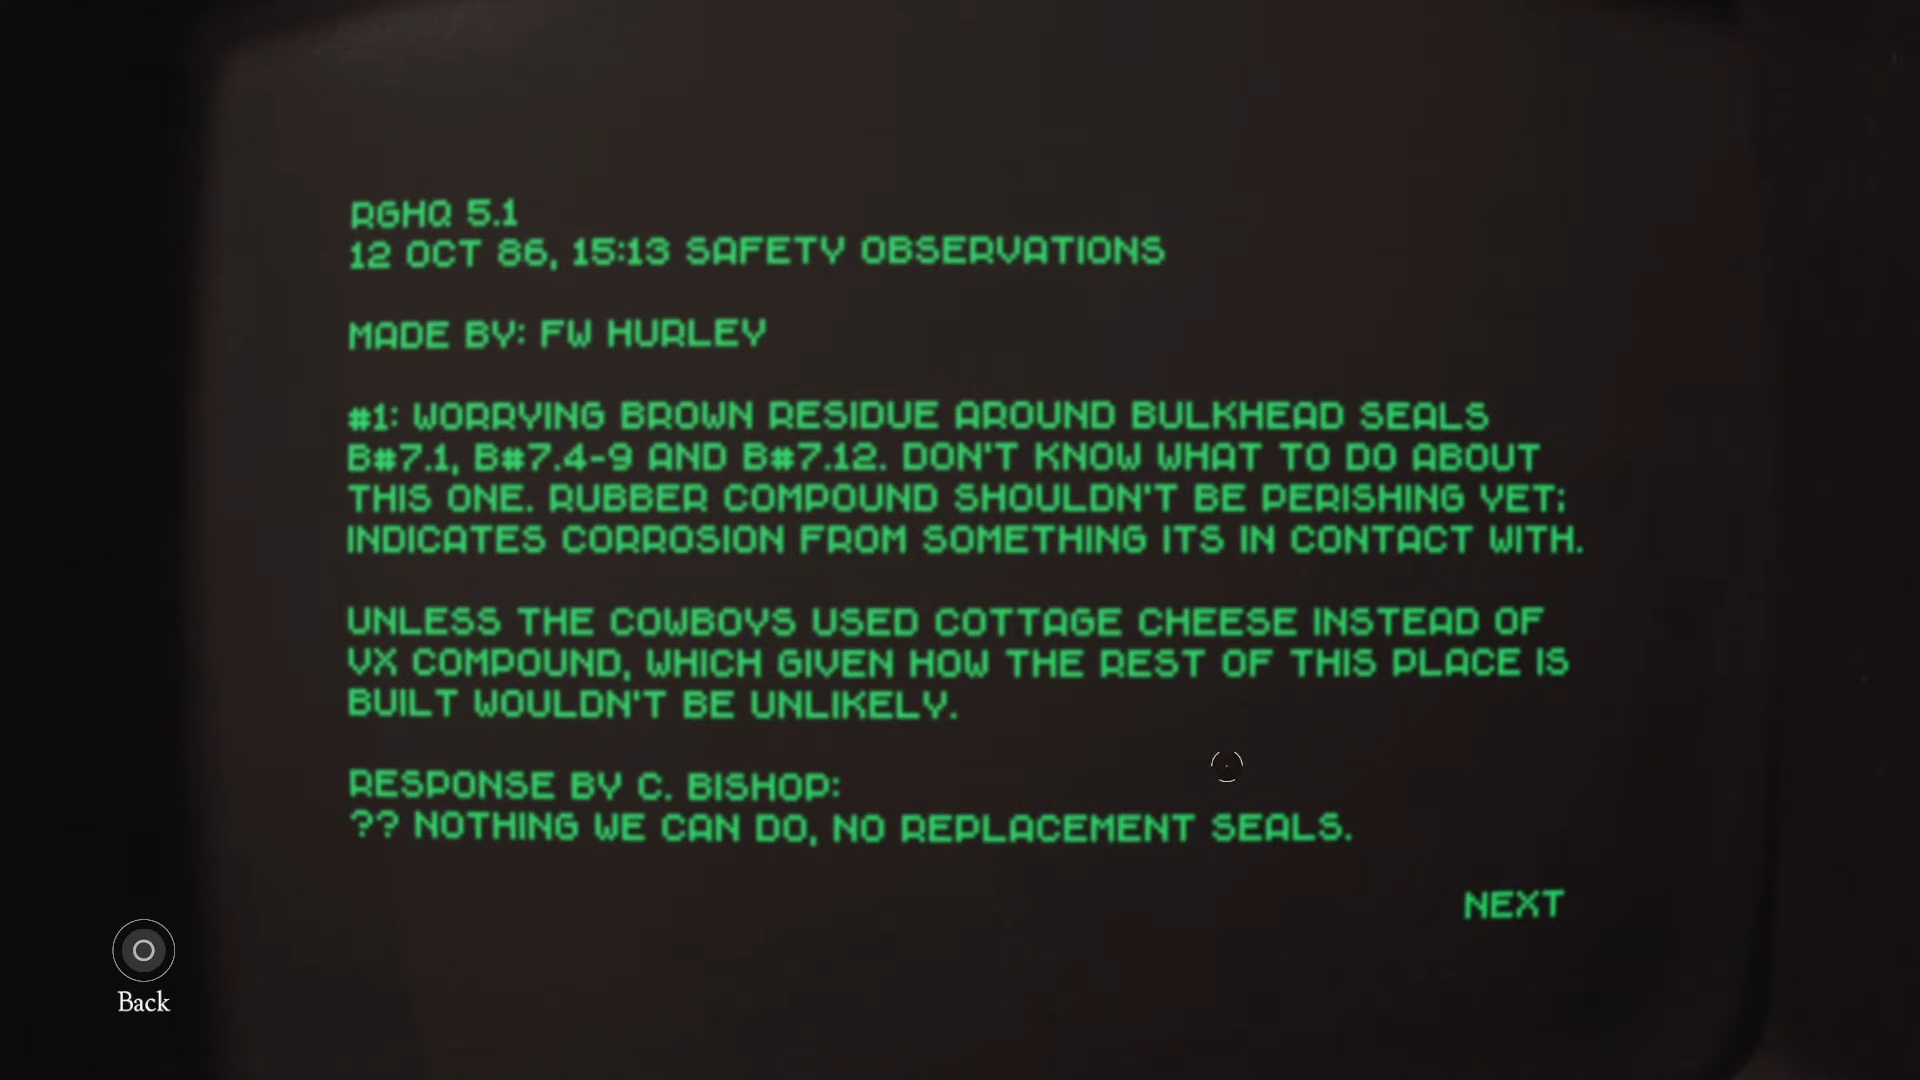 RGHQ 5.1
12 OCT 86, 15:13 SAFETY OBSERVATIONS
MADE BY: FW HURLEY
#1: WORRYING BROWN RESIDUE AROUND BULKHEAD SEALS
B#7.1, B#7.4-9 AND B#7.12. DON'T KNOW WHAT TO DO ABOUT
THIS ONE. RUBBER COMPOUND SHOULDN'T BE PERISHING YET;
INDICATES CORROSION FROM SOMETHING ITS IN CONTACT WITH.
UNLESS THE COWBOYS USED COTTAGE CHEESE INSTEAD OF
VX COMPOUND, WHICH GIVEN HOW THE REST OF THIS PLACE IS
BUILT WOULDN'T BE UNLIKELY.
RESPONSE BY C. BISHOP:
?? NOTHING WE CAN DO, NO REPLACEMENT SEALS.
NEXT
Back